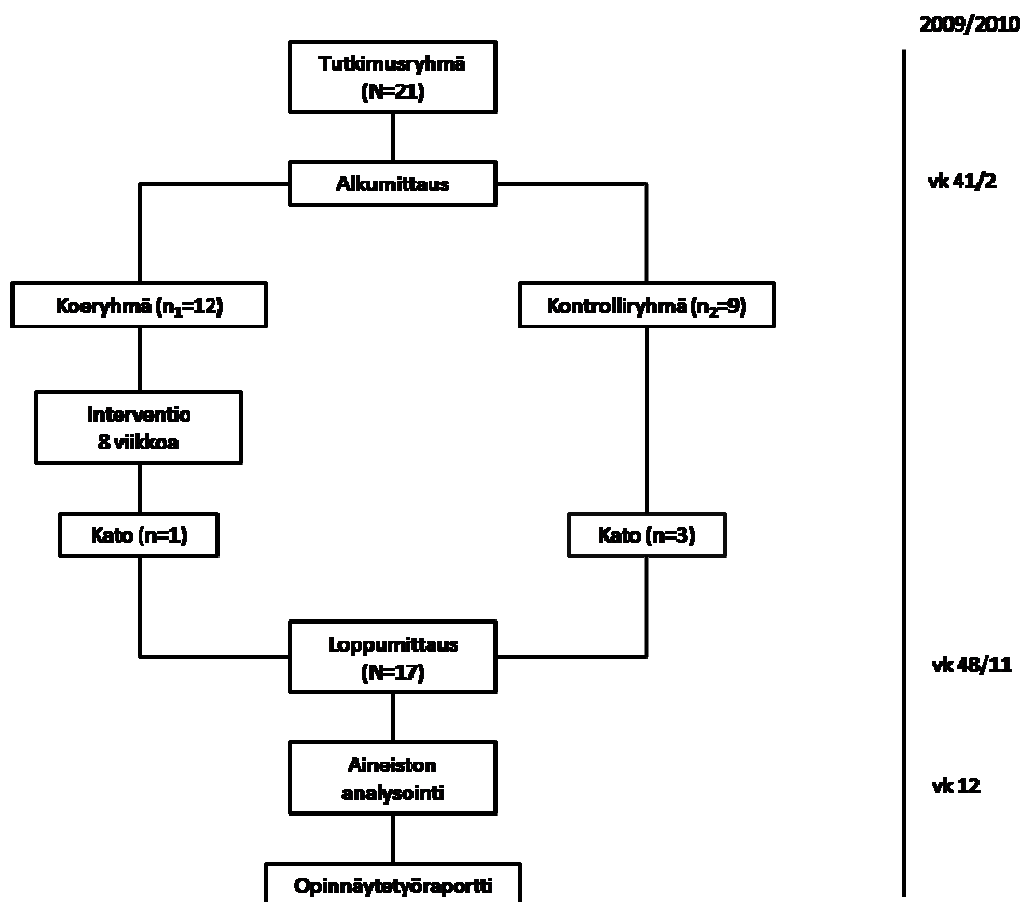 2009/2010
Tutkimusryhmä
(N=21)
Alkumittaus
vk 41/2
Koeryhmä (n₁=12)
Kontrolliryhmä (n₂=9)
Interventio
8 viikkoa
Kato (n=1)
Kato (n=3)
Loppumittaus
(N=17)
vk 48/11
Aineiston
analysointi
vk 12
Opinnäytetyöraportti